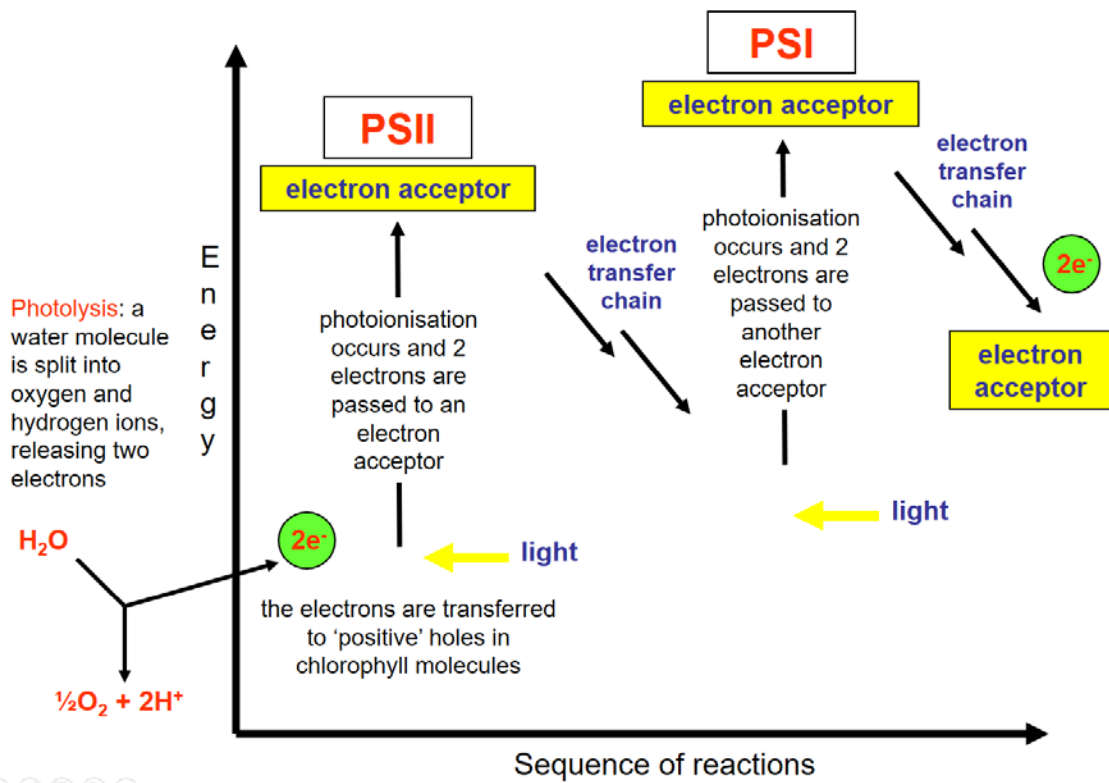 PSI
electron acceptor
PSII
electron acceptor
electron
transfer
chain
photoionisation
occurs and 2
electrons are
passed to
another
electron
acceptor
2e⁻
electron
acceptor
electron
transfer
chain
photoionisation
occurs and 2
electrons are
passed to an
electron
acceptor
Energy
Photolysis: a
water molecule
is split into
oxygen and
hydrogen ions,
releasing two
electrons
light
H₂O
2e⁻
light
the electrons are transferred
to ‘positive’ holes in
chlorophyll molecules
½O₂ + 2H⁺
Sequence of reactions